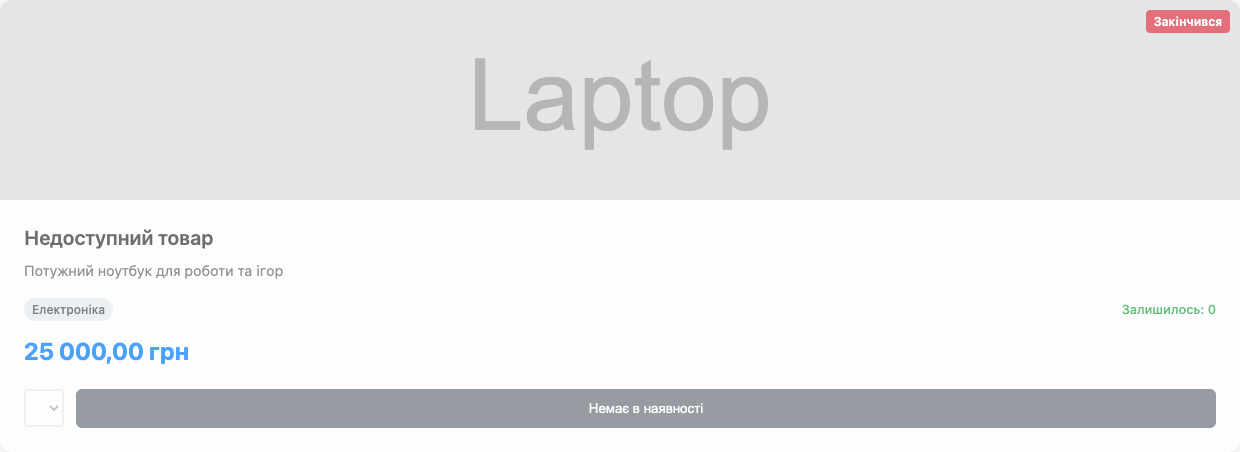 Закінчився
Laptop
Недоступний товар
Потужний ноутбук для роботи та ігор
Електроніка
Залишилось: 0
25 000,00 грн
Немає в наявності